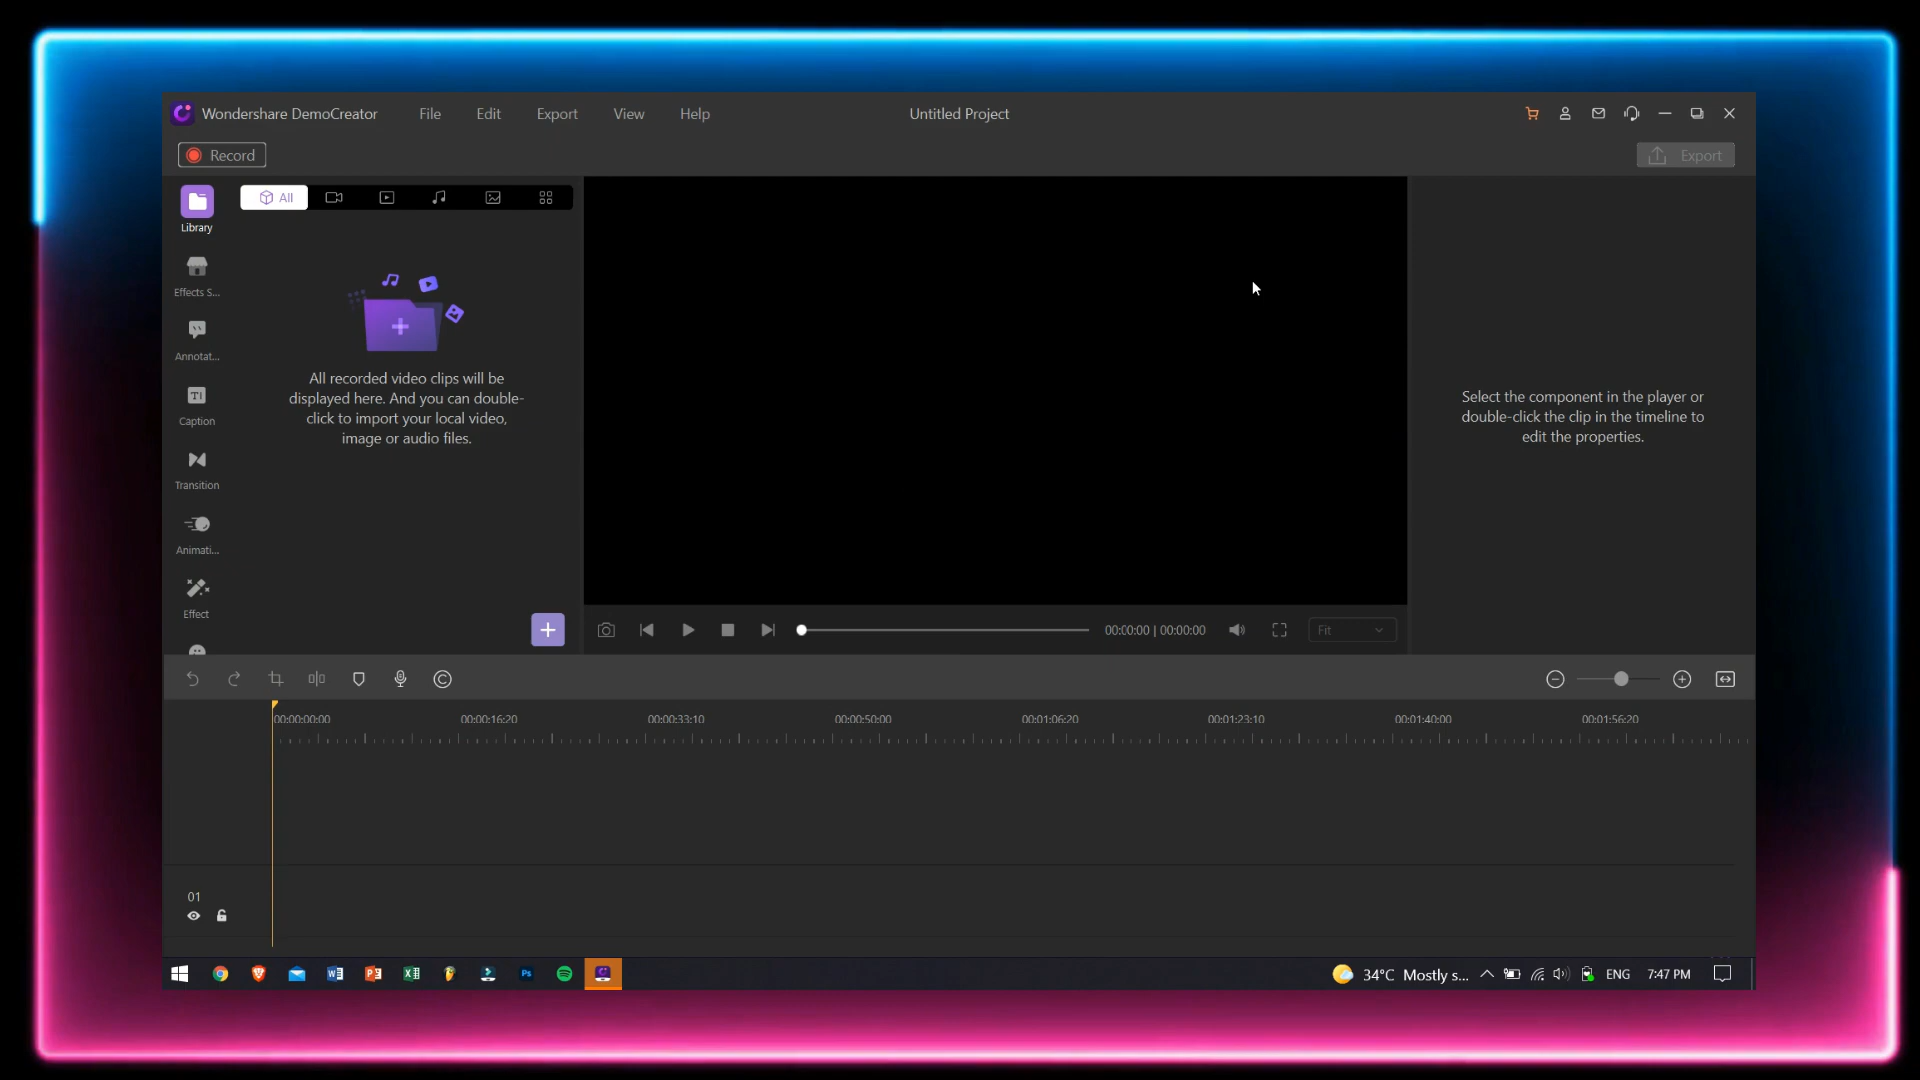 Wondershare DemoCreator File Edit Export View Help Untitled Project
Record Export
All
Library
Effects S...
Annotat...
Caption
Transition
Animati...
Effect
All recorded video clips will be
displayed here. And you can double-
click to import your local video,
image or audio files.
Select the component in the player or
double-click the clip in the timeline to
edit the properties.
00:00:00 | 00:00:00 Fit
00:00:00:00 00:00:16:20 00:00:33:10 00:00:50:00 00:01:06:20 00:01:23:10 00:01:40:00 00:01:56:20
01
34°C Mostly s... ENG 7:47 PM